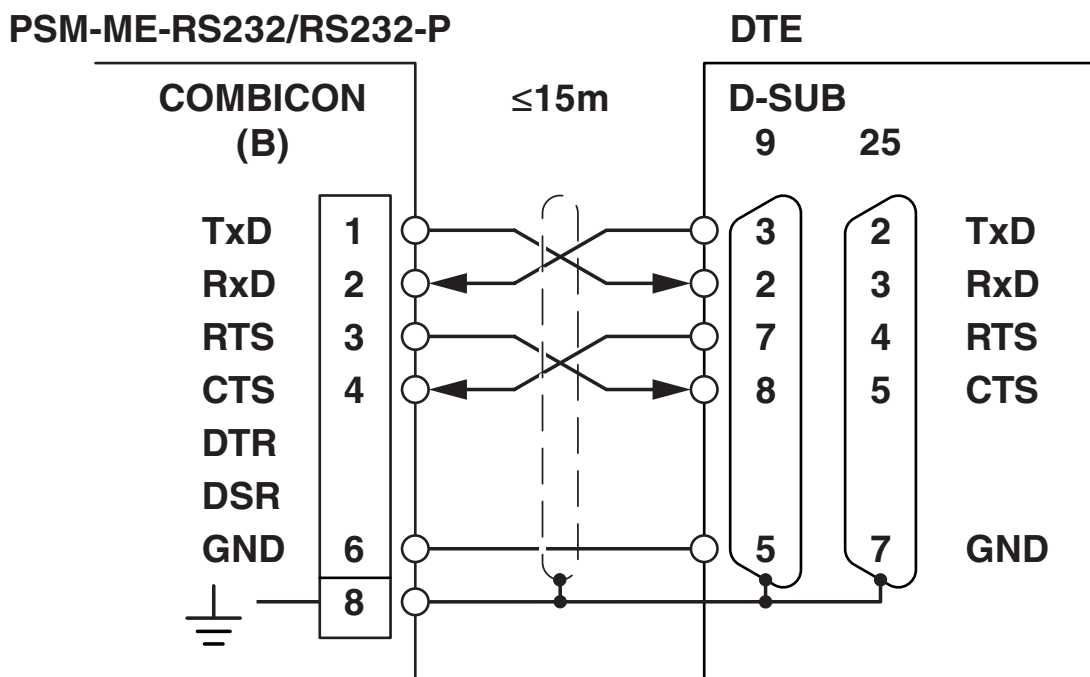 PSM-ME-RS232/RS232-P DTE
COMBICON ≤15m D-SUB
(B) 9 25
TxD 1 3 2 TxD
RxD 2 2 3 RxD
RTS 3 7 4 RTS
CTS 4 8 5 CTS
DTR
DSR
GND 6 5 7 GND
8